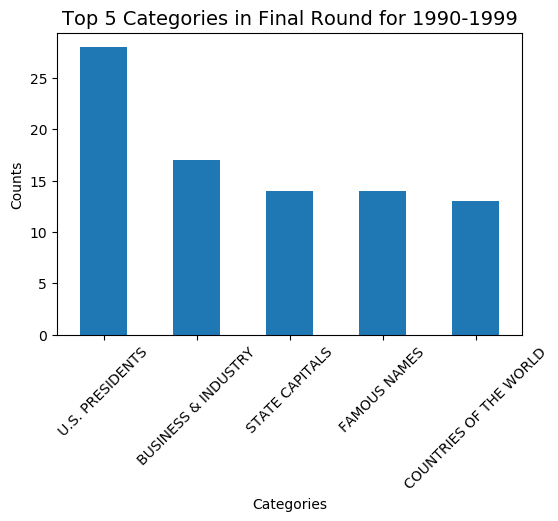 Top 5 Categories in Final Round for 1990-1999
Counts
25
20
15
10
5
0
U.S. PRESIDENTS
BUSINESS & INDUSTRY
STATE CAPITALS
FAMOUS NAMES
COUNTRIES OF THE WORLD
Categories